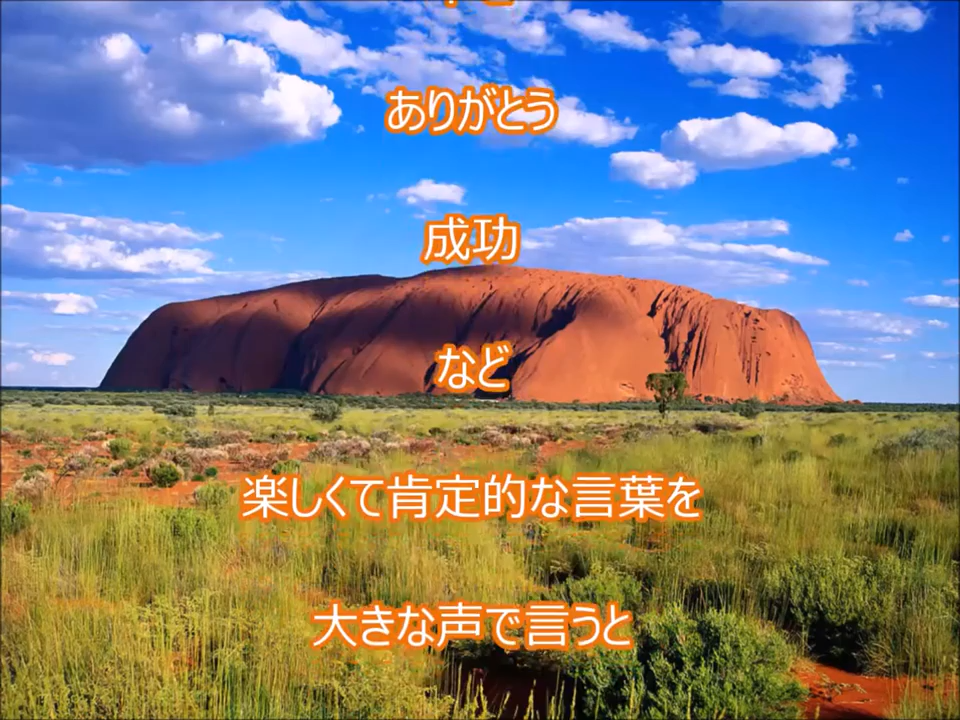 ありがとう
成功
など
楽しくて肯定的な言葉を
大きな声で言うと